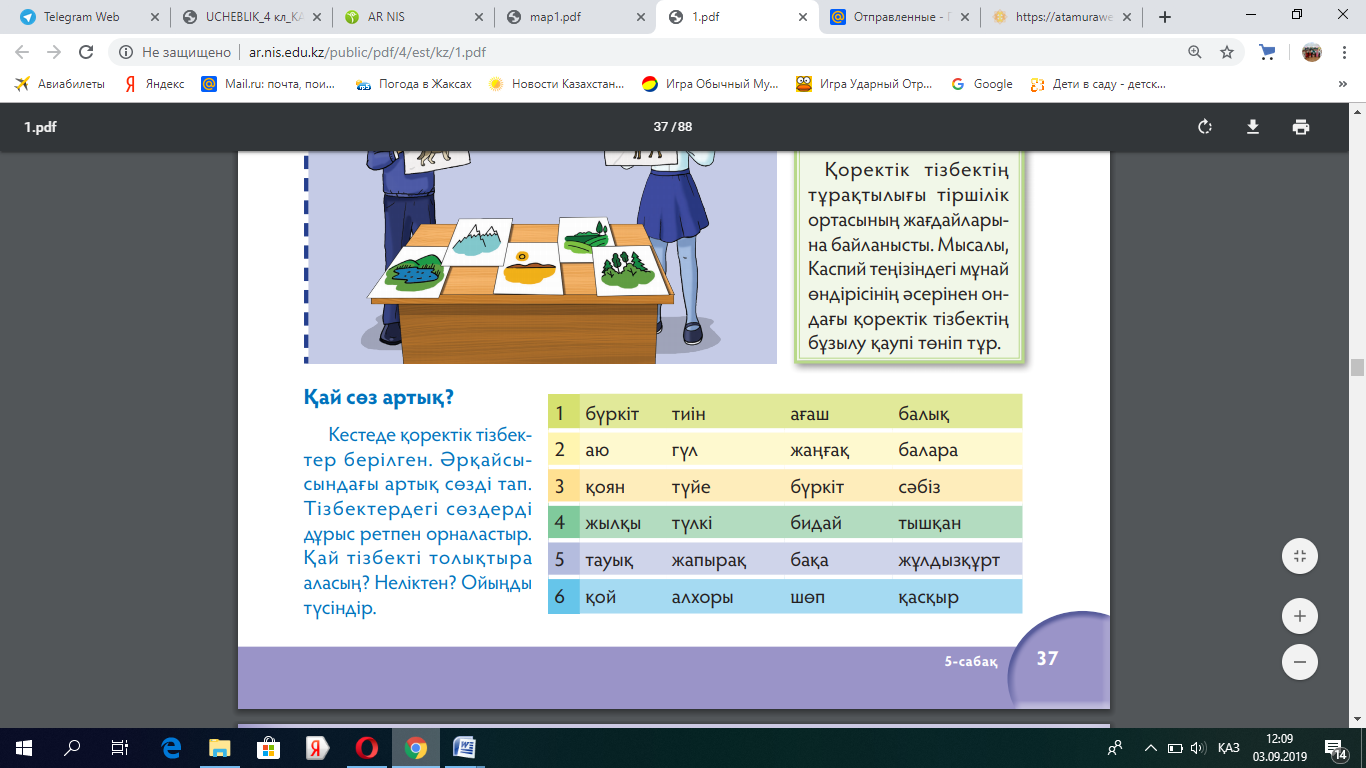 Telegram Web
UCHEBLIK_4 кл_КА
AR NIS
map1.pdf
1.pdf
Отправленные - П
https://atamurawe
Не защищено
ar.nis.edu.kz/public/pdf/4/est/kz/1.pdf
Авиабилеты
Яндекс
Mail.ru: почта, пои...
Погода в Жаксах
Новости Казахстан...
Игра Обычный Му...
Игра Ударный Отр...
Google
Дети в саду - детск...
1.pdf
37 / 88
Қоректік тізбектің
тұрақтылығы тіршілік
ортасының жағдайлары-
на байланысты. Мысалы,
Каспий теңізіндегі мұнай
өндірісінің әсерінен он-
дағы қоректік тізбектің
бұзылу қаупі төніп тұр.
Қай сөз артық?
Кестеде қоректік тізбек-
тер берілген. Әрқайсы-
сындағы артық сөзді тап.
Тізбектердегі сөздерді
дұрыс ретпен орналастыр.
Қай тізбекті толықтыра
аласың? Неліктен? Ойыңды
түсіндір.
1 бүркіт тиін ағаш балық
2 аю гүл жаңғақ балара
3 қоян түйе бүркіт сәбіз
4 жылқы түлкі бидай тышқан
5 тауық жапырақ бақа жұлдызқұрт
6 қой алхоры шөп қасқыр
5-сабақ
37
ҚАЗ
12:09
03.09.2019
14